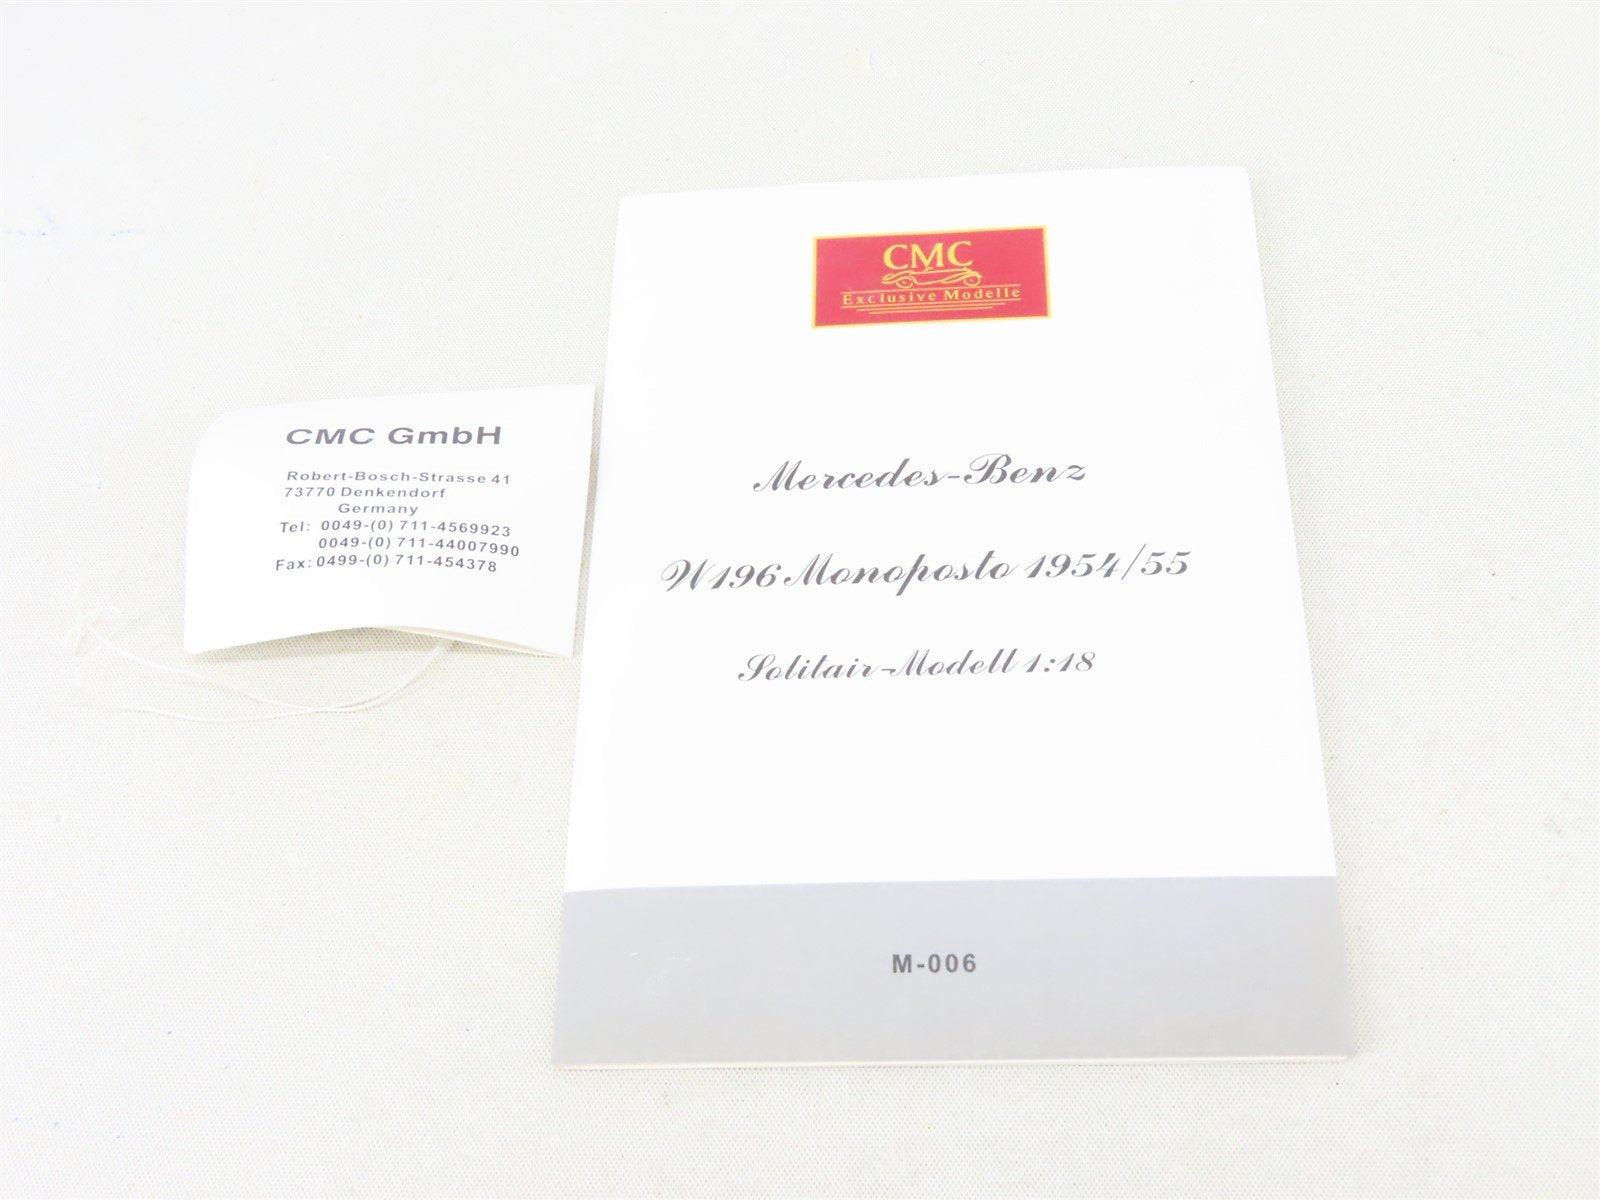 CMC GmbH
Robert-Bosch-Strasse 41
73770 Denkendorf
Germany
Tel: 0049-(0) 711-4569923
0049-(0) 711-44007990
Fax: 0499-(0) 711-454378
CMC
Exclusive Modelle
Mercedes-Benz
W196 Monoposto 1954/55
Solitair-Modell 1:18
M-006